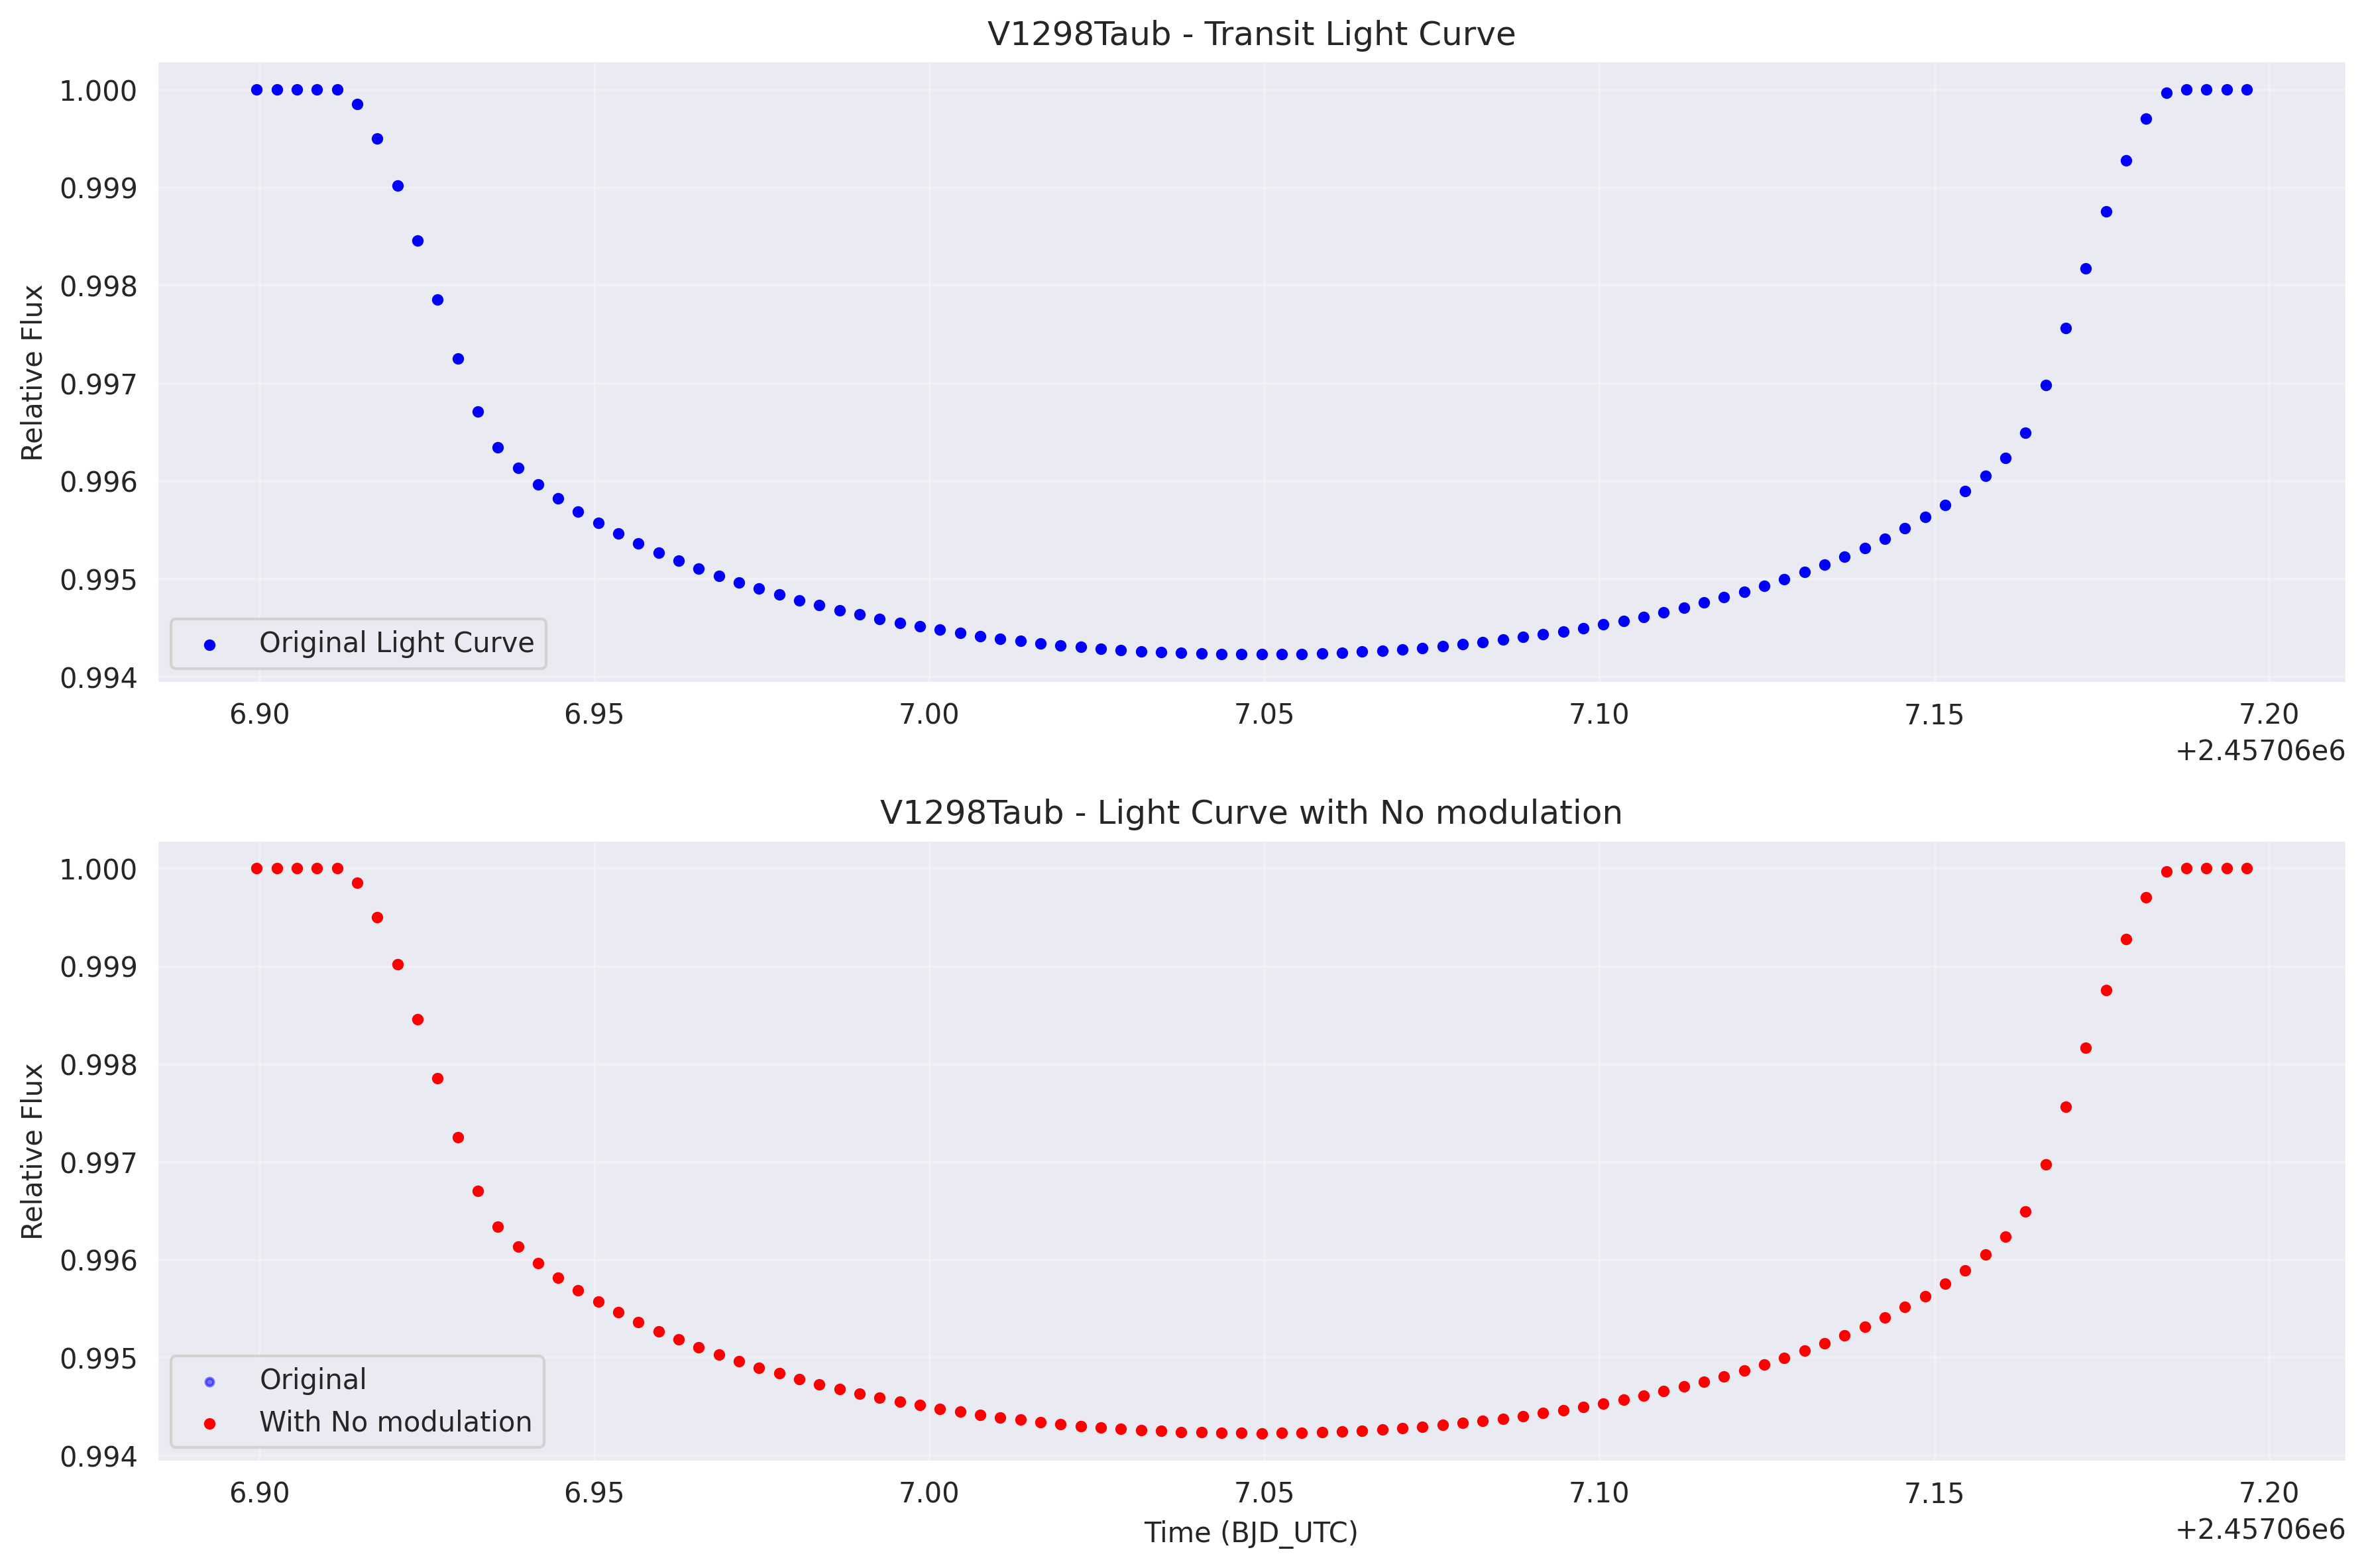 V1298Taub - Transit Light Curve
1.000
0.999
0.998
0.997
0.996
0.995
0.994
Relative Flux
Original Light Curve
6.90 6.95 7.00 7.05 7.10 7.15 7.20
+2.45706e6
V1298Taub - Light Curve with No modulation
1.000
0.999
0.998
0.997
0.996
0.995
0.994
Relative Flux
Original
With No modulation
6.90 6.95 7.00 7.05 7.10 7.15 7.20
Time (BJD_UTC)
+2.45706e6